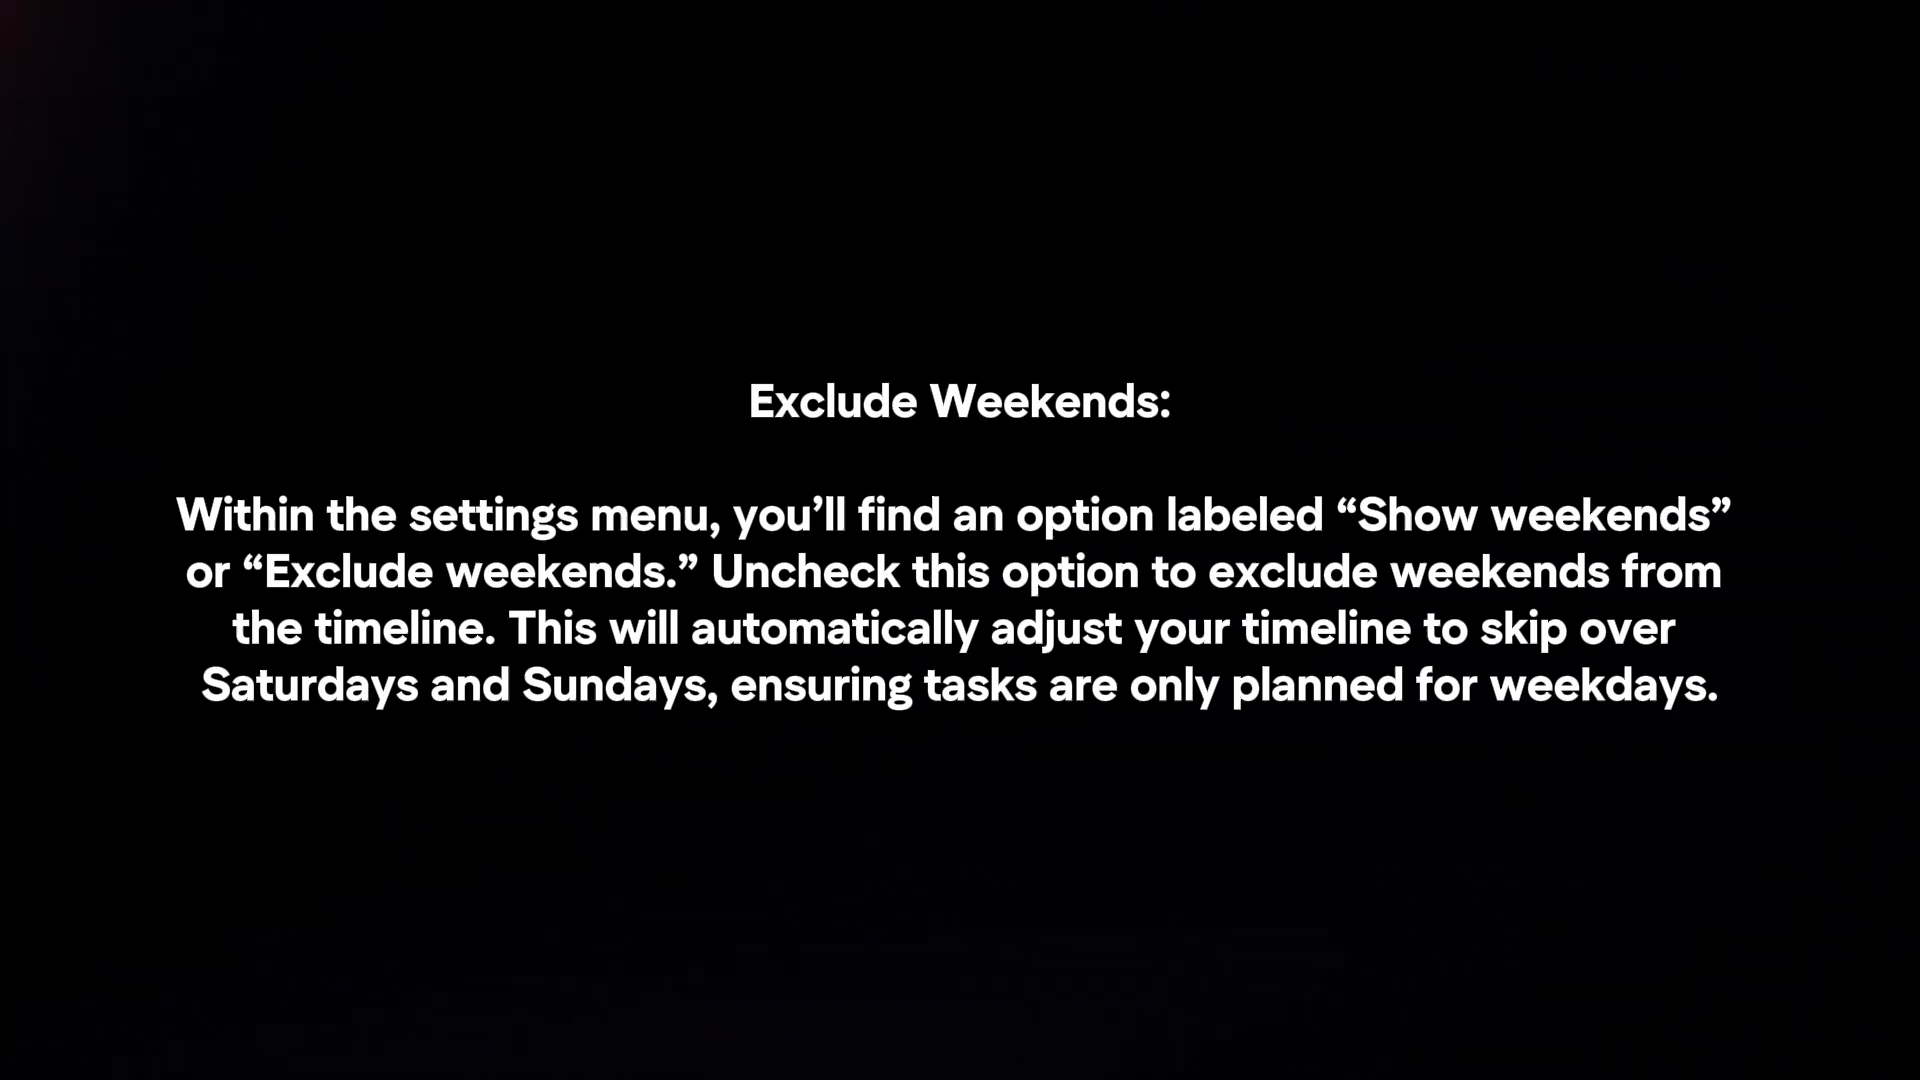 Exclude Weekends:
Within the settings menu, you’ll find an option labeled “Show weekends”
or “Exclude weekends.” Uncheck this option to exclude weekends from
the timeline. This will automatically adjust your timeline to skip over
Saturdays and Sundays, ensuring tasks are only planned for weekdays.